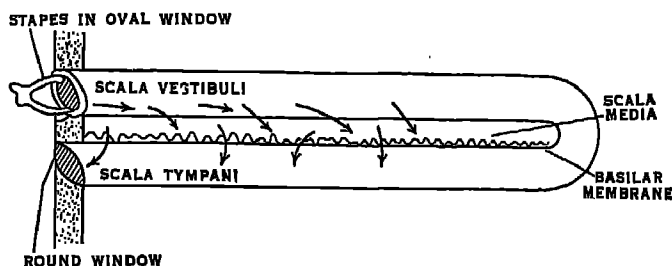 STAPES IN OVAL WINDOW
SCALA VESTIBULI
SCALA
MEDIA
SCALA TYMPANI
BASILAR
MEMBRANE
ROUND WINDOW